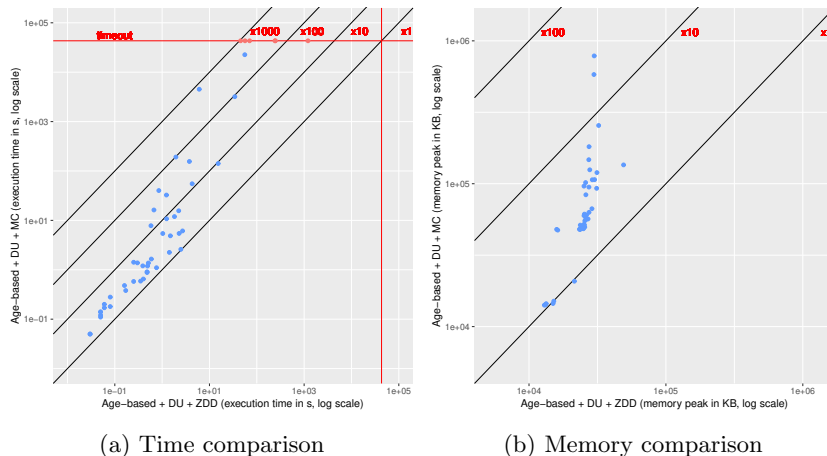 1e+05
1e+03
1e+01
1e−01
Age−based + DU + MC (execution time in s, log scale)
timeout
x1000
x100
x10
x1
1e−01
1e+01
1e+03
1e+05
Age−based + DU + ZDD (execution time in s, log scale)
(a) Time comparison
1e+06
1e+05
1e+04
Age−based + DU + MC (memory peak in KB, log scale)
x100
x10
1e+04
1e+05
1e+06
Age−based + DU + ZDD (memory peak in KB, log scale)
(b) Memory comparison